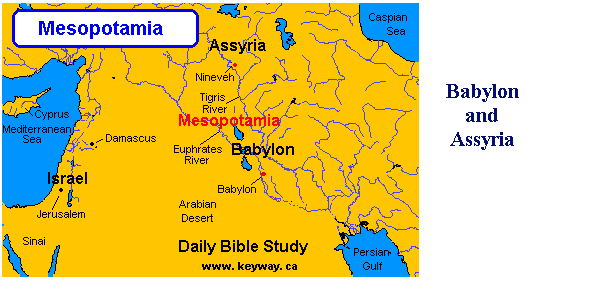 Mesopotamia
Caspian
Sea
Assyria
Nineveh
Tigris
River
Mesopotamia
Cyprus
Mediterranean
Sea
Damascus
Euphrates
River
Babylon
Israel
Babylon
Jerusalem
Arabian
Desert
Sinai
Daily Bible Study
www.keyway.ca
Persian
Gulf
Babylon
and
Assyria